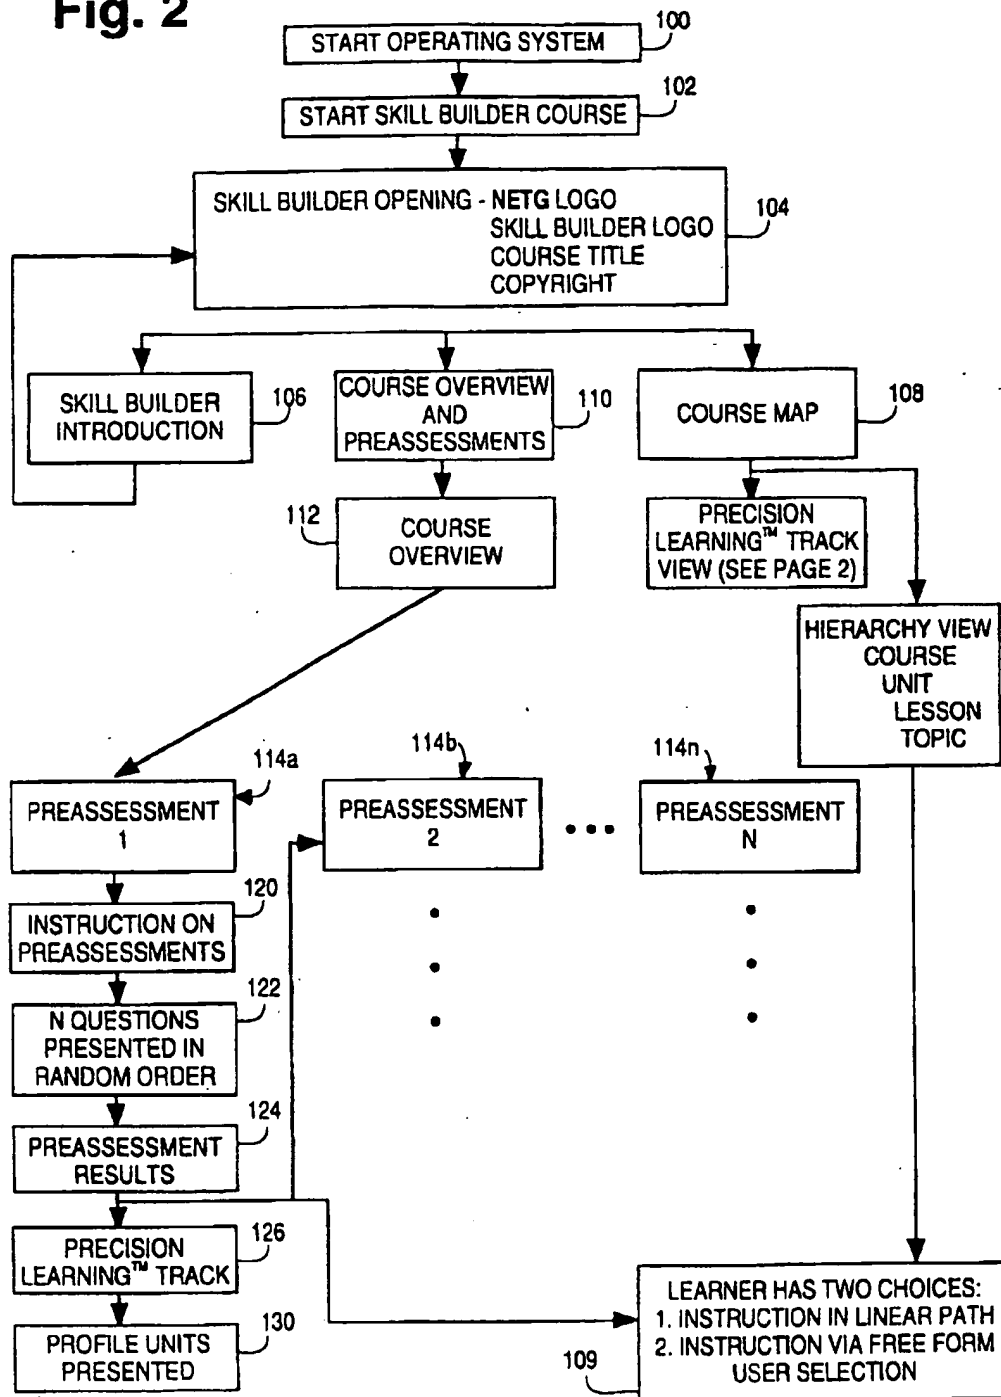 Fig. 2
START OPERATING SYSTEM
100
START SKILL BUILDER COURSE
102
SKILL BUILDER OPENING - NETG LOGO
SKILL BUILDER LOGO
COURSE TITLE
COPYRIGHT
104
SKILL BUILDER
INTRODUCTION
106
COURSE OVERVIEW
AND
PREASSESSMENTS
110
COURSE MAP
108
112
COURSE
OVERVIEW
PRECISION
LEARNING™ TRACK
VIEW (SEE PAGE 2)
HIERARCHY VIEW
COURSE
UNIT
LESSON
TOPIC
114a
PREASSESSMENT
1
114b
PREASSESSMENT
2
114n
PREASSESSMENT
N
120
INSTRUCTION ON
PREASSESSMENTS
122
N QUESTIONS
PRESENTED IN
RANDOM ORDER
124
PREASSESSMENT
RESULTS
126
PRECISION
LEARNING™ TRACK
130
PROFILE UNITS
PRESENTED
LEARNER HAS TWO CHOICES:
1. INSTRUCTION IN LINEAR PATH
2. INSTRUCTION VIA FREE FORM
USER SELECTION
109